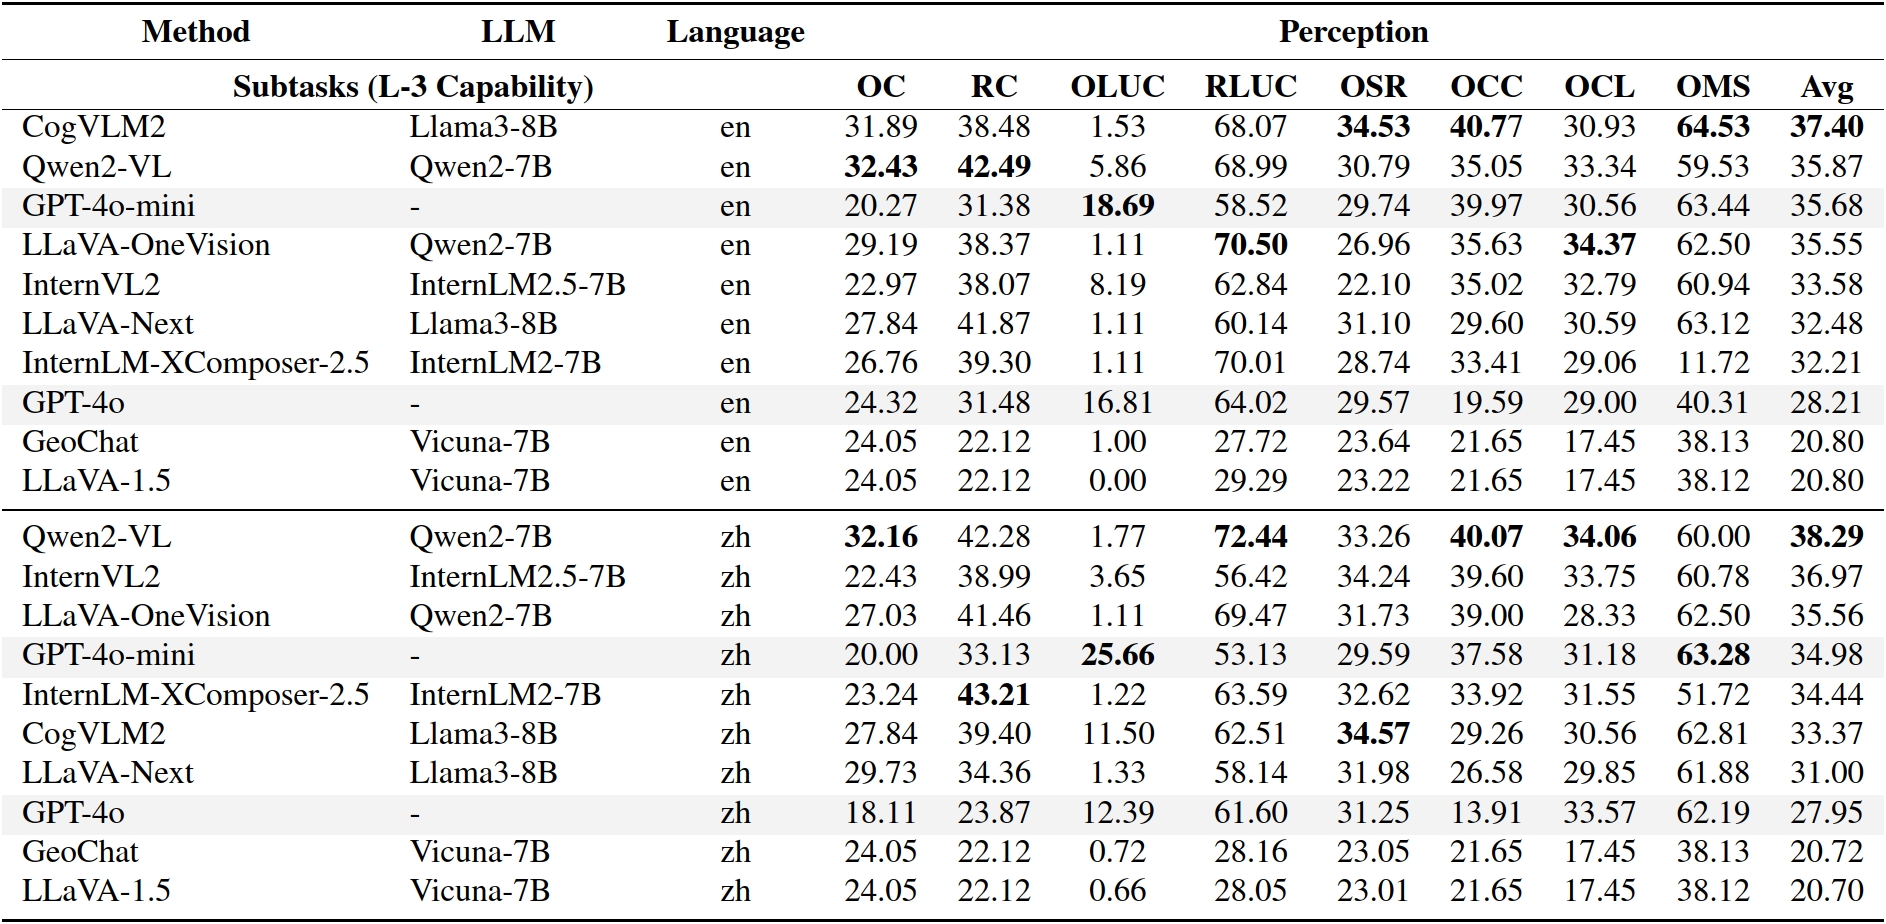 Method LLM Language Perception
Subtasks (L-3 Capability) OC RC OLUC RLUC OSR OCC OCL OMS Avg
CogVLM2 Llama3-8B en 31.89 38.48 1.53 68.07 34.53 40.77 30.93 64.53 37.40
Qwen2-VL Qwen2-7B en 32.43 42.49 5.86 68.99 30.79 35.05 33.34 59.53 35.87
GPT-4o-mini - en 20.27 31.38 18.69 58.52 29.74 39.97 30.56 63.44 35.68
LLaVA-OneVision Qwen2-7B en 29.19 38.37 1.11 70.50 26.96 35.63 34.37 62.50 35.55
InternVL2 InternLM2.5-7B en 22.97 38.07 8.19 62.84 22.10 35.02 32.79 60.94 33.58
LLaVA-Next Llama3-8B en 27.84 41.87 1.11 60.14 31.10 29.60 30.59 63.12 32.48
InternLM-XComposer-2.5 InternLM2-7B en 26.76 39.30 1.11 70.01 28.74 33.41 29.06 11.72 32.21
GPT-4o - en 24.32 31.48 16.81 64.02 29.57 19.59 29.00 40.31 28.21
GeoChat Vicuna-7B en 24.05 22.12 1.00 27.72 23.64 21.65 17.45 38.13 20.80
LLaVA-1.5 Vicuna-7B en 24.05 22.12 0.00 29.29 23.22 21.65 17.45 38.12 20.80
Qwen2-VL Qwen2-7B zh 32.16 42.28 1.77 72.44 33.26 40.07 34.06 60.00 38.29
InternVL2 InternLM2.5-7B zh 22.43 38.99 3.65 56.42 34.24 39.60 33.75 60.78 36.97
LLaVA-OneVision Qwen2-7B zh 27.03 41.46 1.11 69.47 31.73 39.00 28.33 62.50 35.56
GPT-4o-mini - zh 20.00 33.13 25.66 53.13 29.59 37.58 31.18 63.28 34.98
InternLM-XComposer-2.5 InternLM2-7B zh 23.24 43.21 1.22 63.59 32.62 33.92 31.55 51.72 34.44
CogVLM2 Llama3-8B zh 27.84 39.40 11.50 62.51 34.57 29.26 30.56 62.81 33.37
LLaVA-Next Llama3-8B zh 29.73 34.36 1.33 58.14 31.98 26.58 29.85 61.88 31.00
GPT-4o - zh 18.11 23.87 12.39 61.60 31.25 13.91 33.57 62.19 27.95
GeoChat Vicuna-7B zh 24.05 22.12 0.72 28.16 23.05 21.65 17.45 38.13 20.72
LLaVA-1.5 Vicuna-7B zh 24.05 22.12 0.66 28.05 23.01 21.65 17.45 38.12 20.70